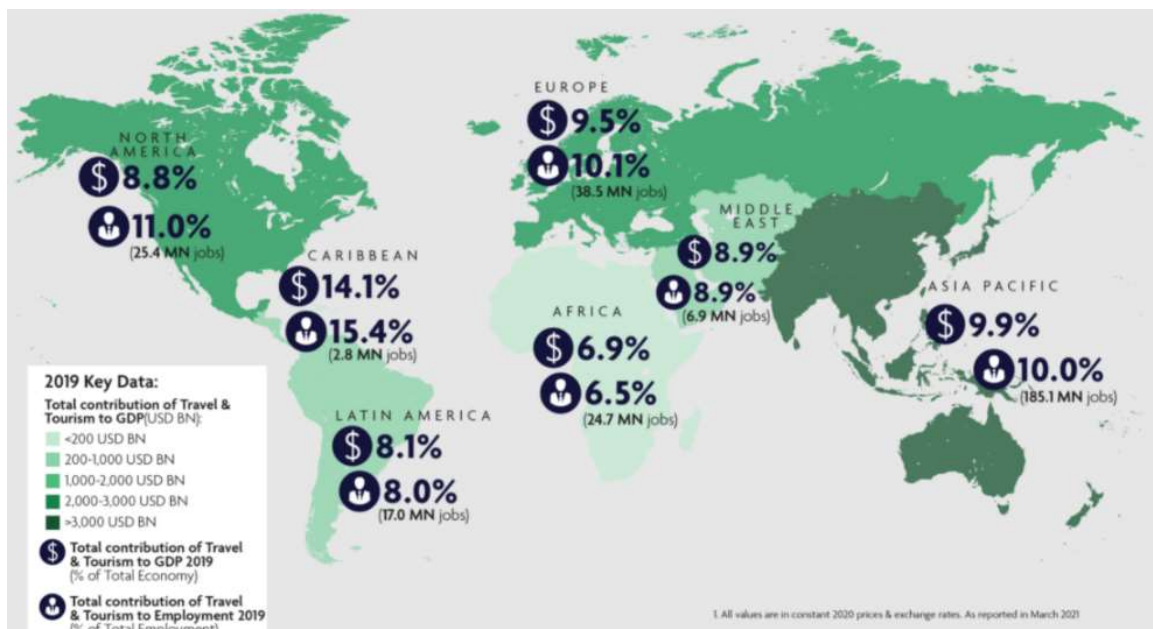 EUROPE
$ 9.5%
10.1%
(38.5 MN jobs)
NORTH
AMERICA
$ 8.8%
11.0%
(25.4 MN jobs)
MIDDLE
EAST
$ 8.9%
8.9%
(6.9 MN jobs)
CARIBBEAN
$ 14.1%
15.4%
(2.8 MN jobs)
ASIA PACIFIC
$ 9.9%
10.0%
(185.1 MN jobs)
AFRICA
$ 6.9%
6.5%
(24.7 MN jobs)
LATIN AMERICA
$ 8.1%
8.0%
(17.0 MN jobs)
2019 Key Data:
Total contribution of Travel &
Tourism to GDP(USD BN):
<200 USD BN
200-1,000 USD BN
1,000-2,000 USD BN
2,000-3,000 USD BN
>3,000 USD BN
$ Total contribution of Travel
& Tourism to GDP 2019
(% of Total Economy)
Total contribution of Travel
& Tourism to Employment 2019
(% of Total Employment)
1. All values are in constant 2020 prices & exchange rates. As reported in March 2021